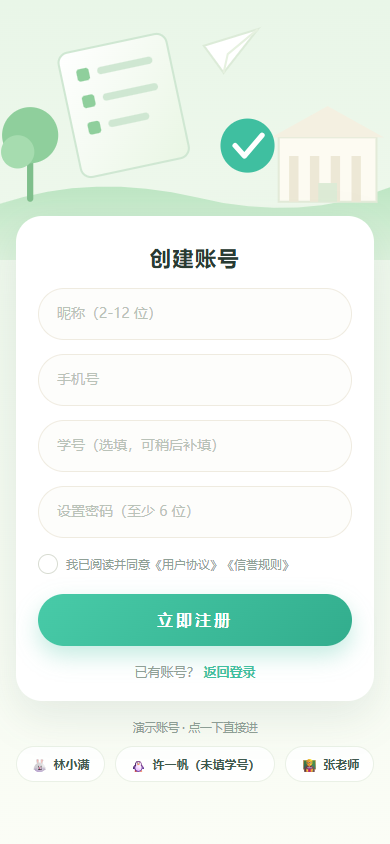 创建账号
昵称（2-12 位）
手机号
学号（选填，可稍后补填）
设置密码（至少 6 位）
我已阅读并同意《用户协议》《信誉规则》
立即注册
已有账号？ 返回登录
演示账号 · 点一下直接进
林小满 许一帆（未填学号） 张老师